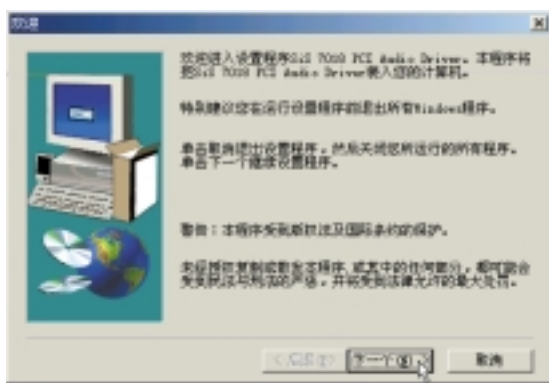 欢迎
欢迎进入设置程序SiS 7018 PCI Audio Driver。本程序将
把SiS 7018 PCI Audio Driver装入您的计算机。
特别建议您在运行设置程序前退出所有Windows程序。
单击取消退出设置程序，然后关闭您所运行的所有程序。
单击下一个继续设置程序。
警告：本程序受到版权法及国际条约的保护。
未经授权复制或散发本程序，或其中的任何部分，都可能会
受到民法与刑法的严惩，并将受到法律允许的最大处罚。
下一个(N) >
取消